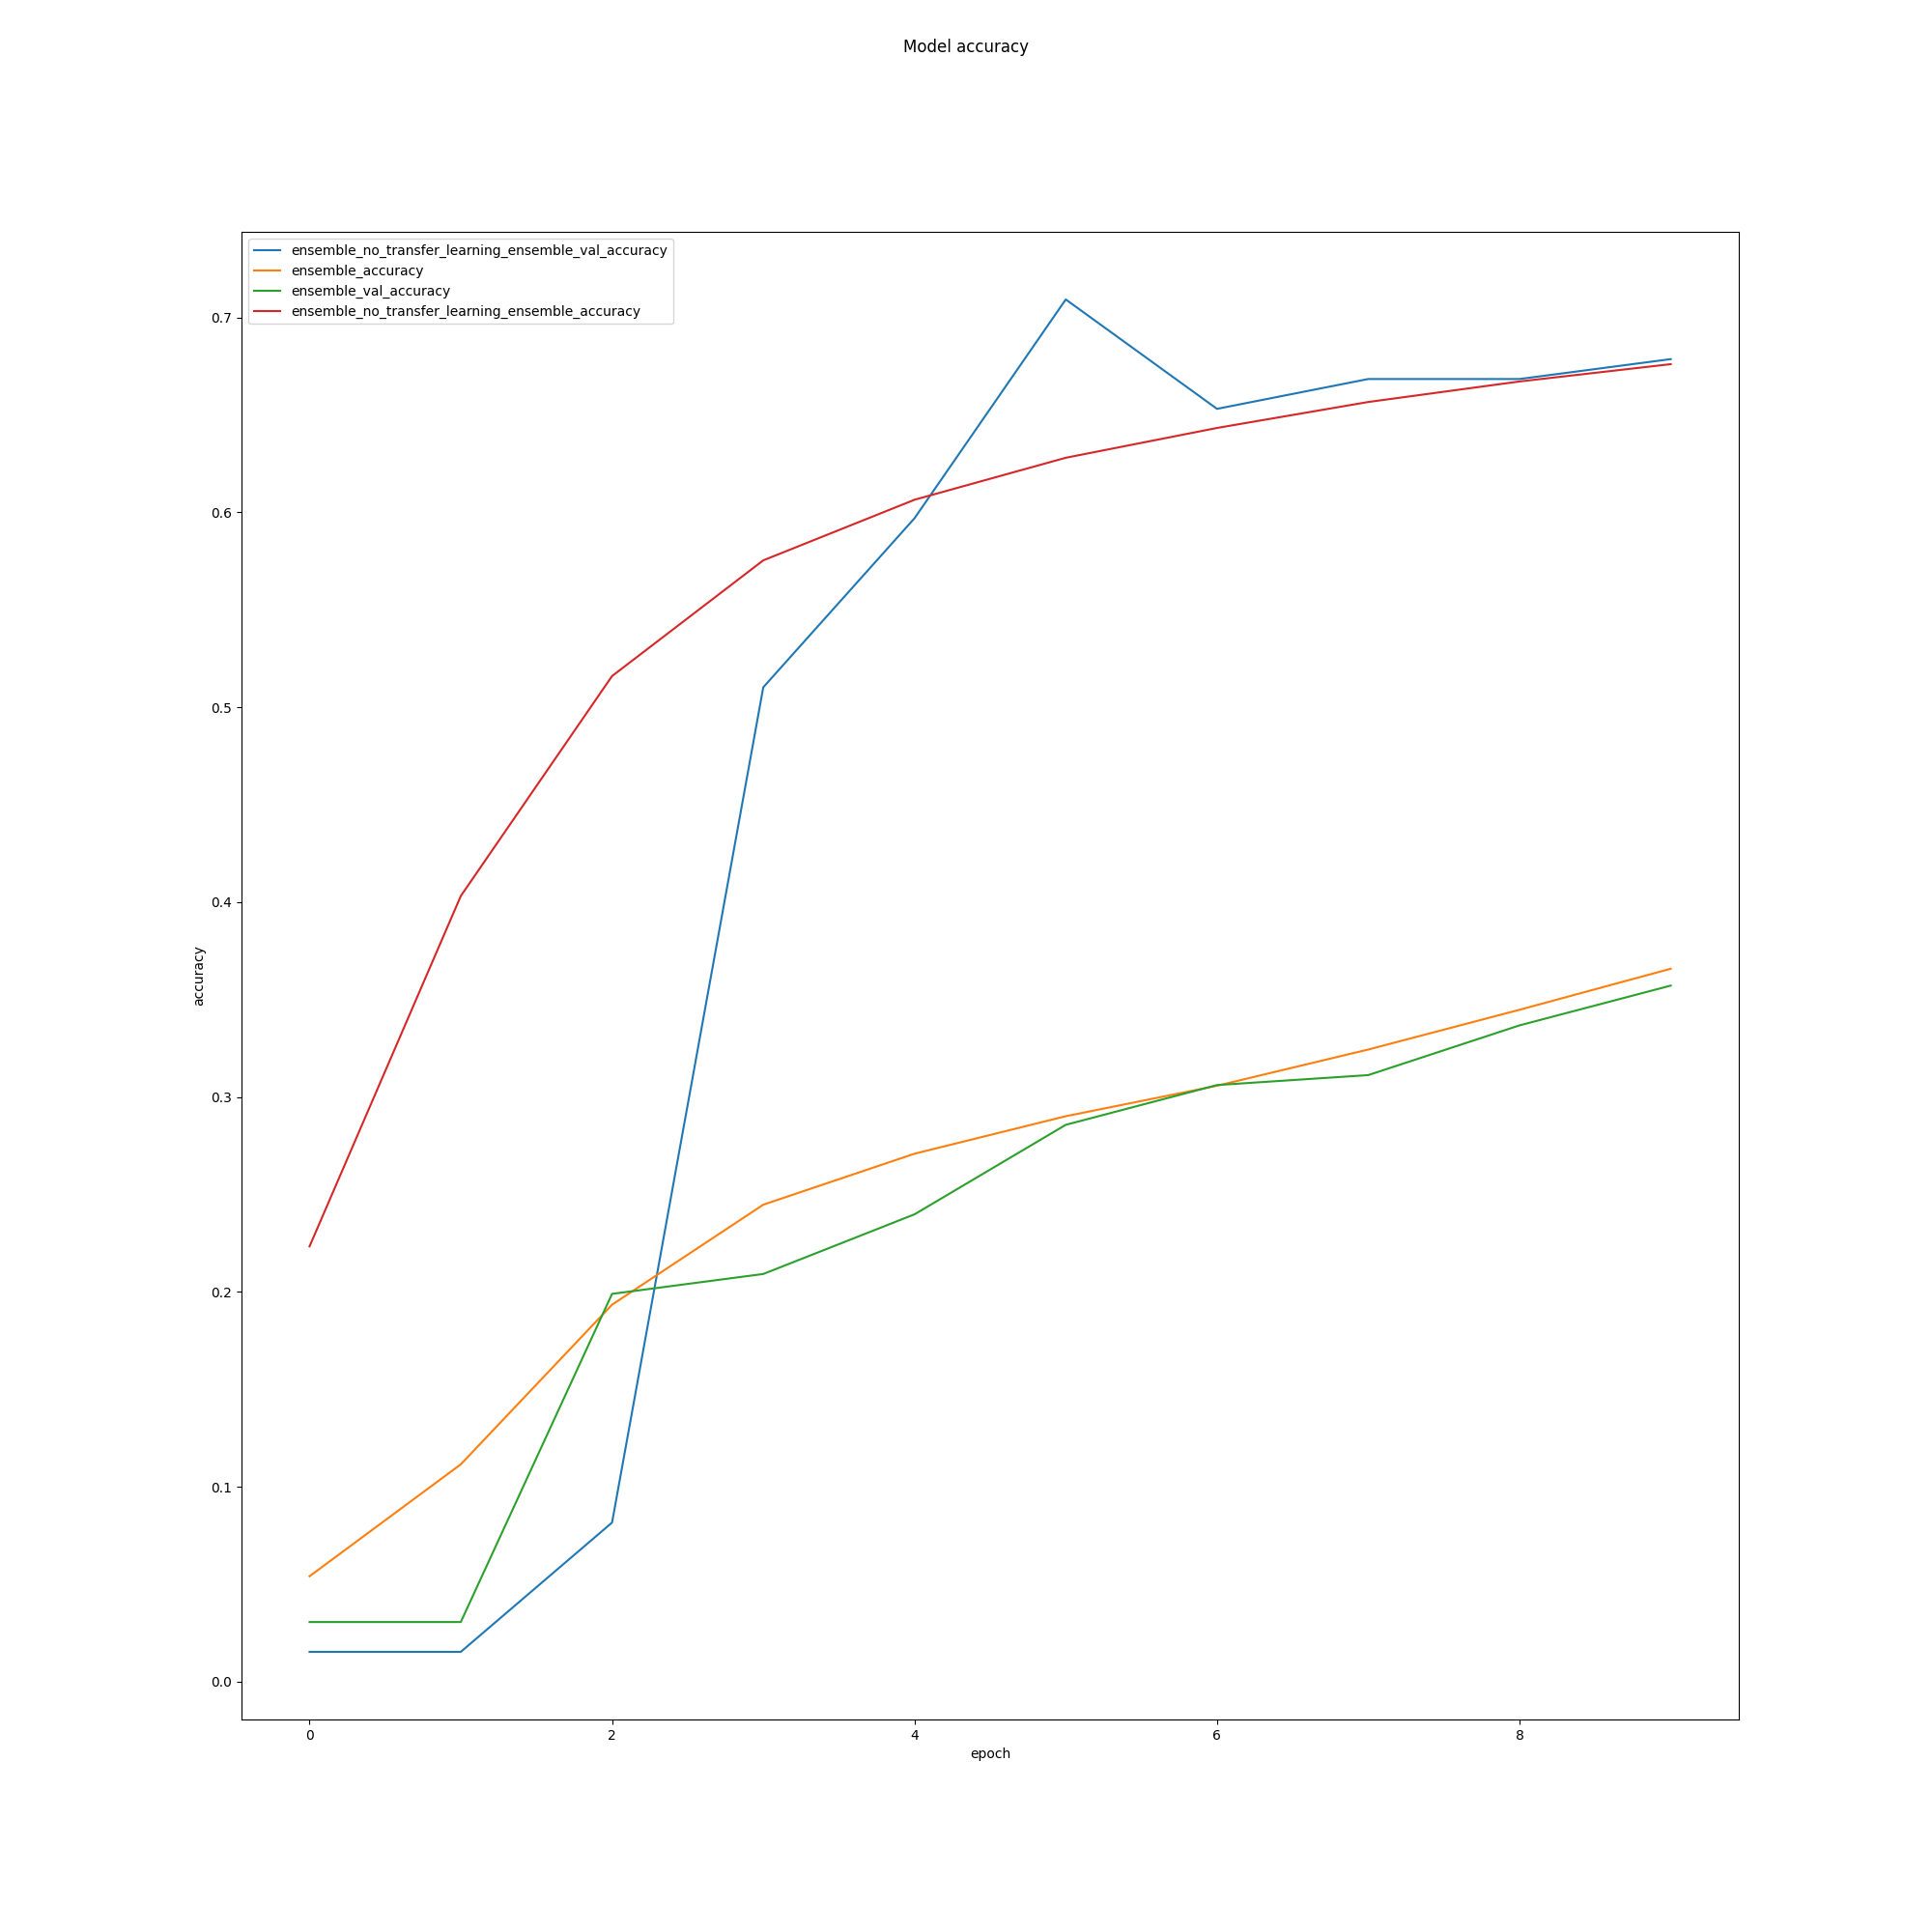 Model accuracy
ensemble_no_transfer_learning_ensemble_val_accuracy
ensemble_accuracy
ensemble_val_accuracy
ensemble_no_transfer_learning_ensemble_accuracy
0.7
0.6
0.5
0.4
accuracy
0.3
0.2
0.1
0.0
0 2 4 6 8
epoch